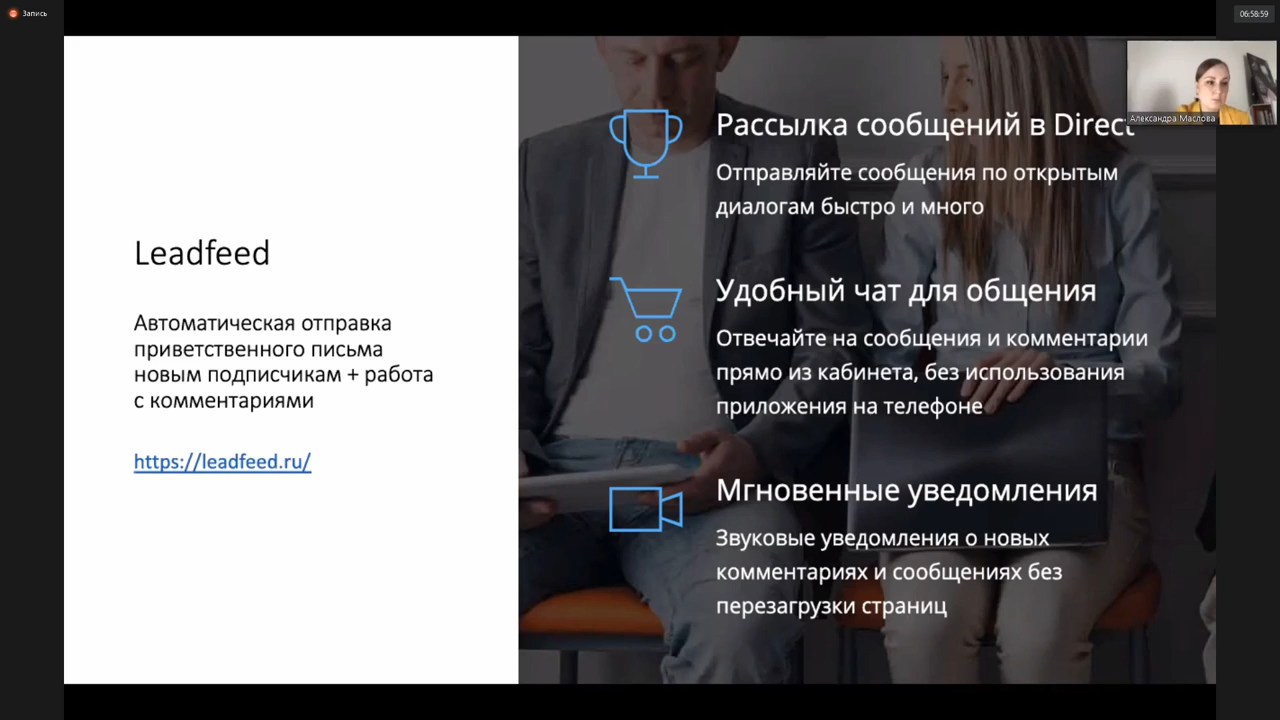 Запись
06:58:59
Александра Маслова
Leadfeed
Автоматическая отправка
приветственного письма
новым подписчикам + работа
с комментариями
https://leadfeed.ru/
Рассылка сообщений в Direct
Отправляйте сообщения по открытым
диалогам быстро и много
Удобный чат для общения
Отвечайте на сообщения и комментарии
прямо из кабинета, без использования
приложения на телефоне
Мгновенные уведомления
Звуковые уведомления о новых
комментариях и сообщениях без
перезагрузки страниц